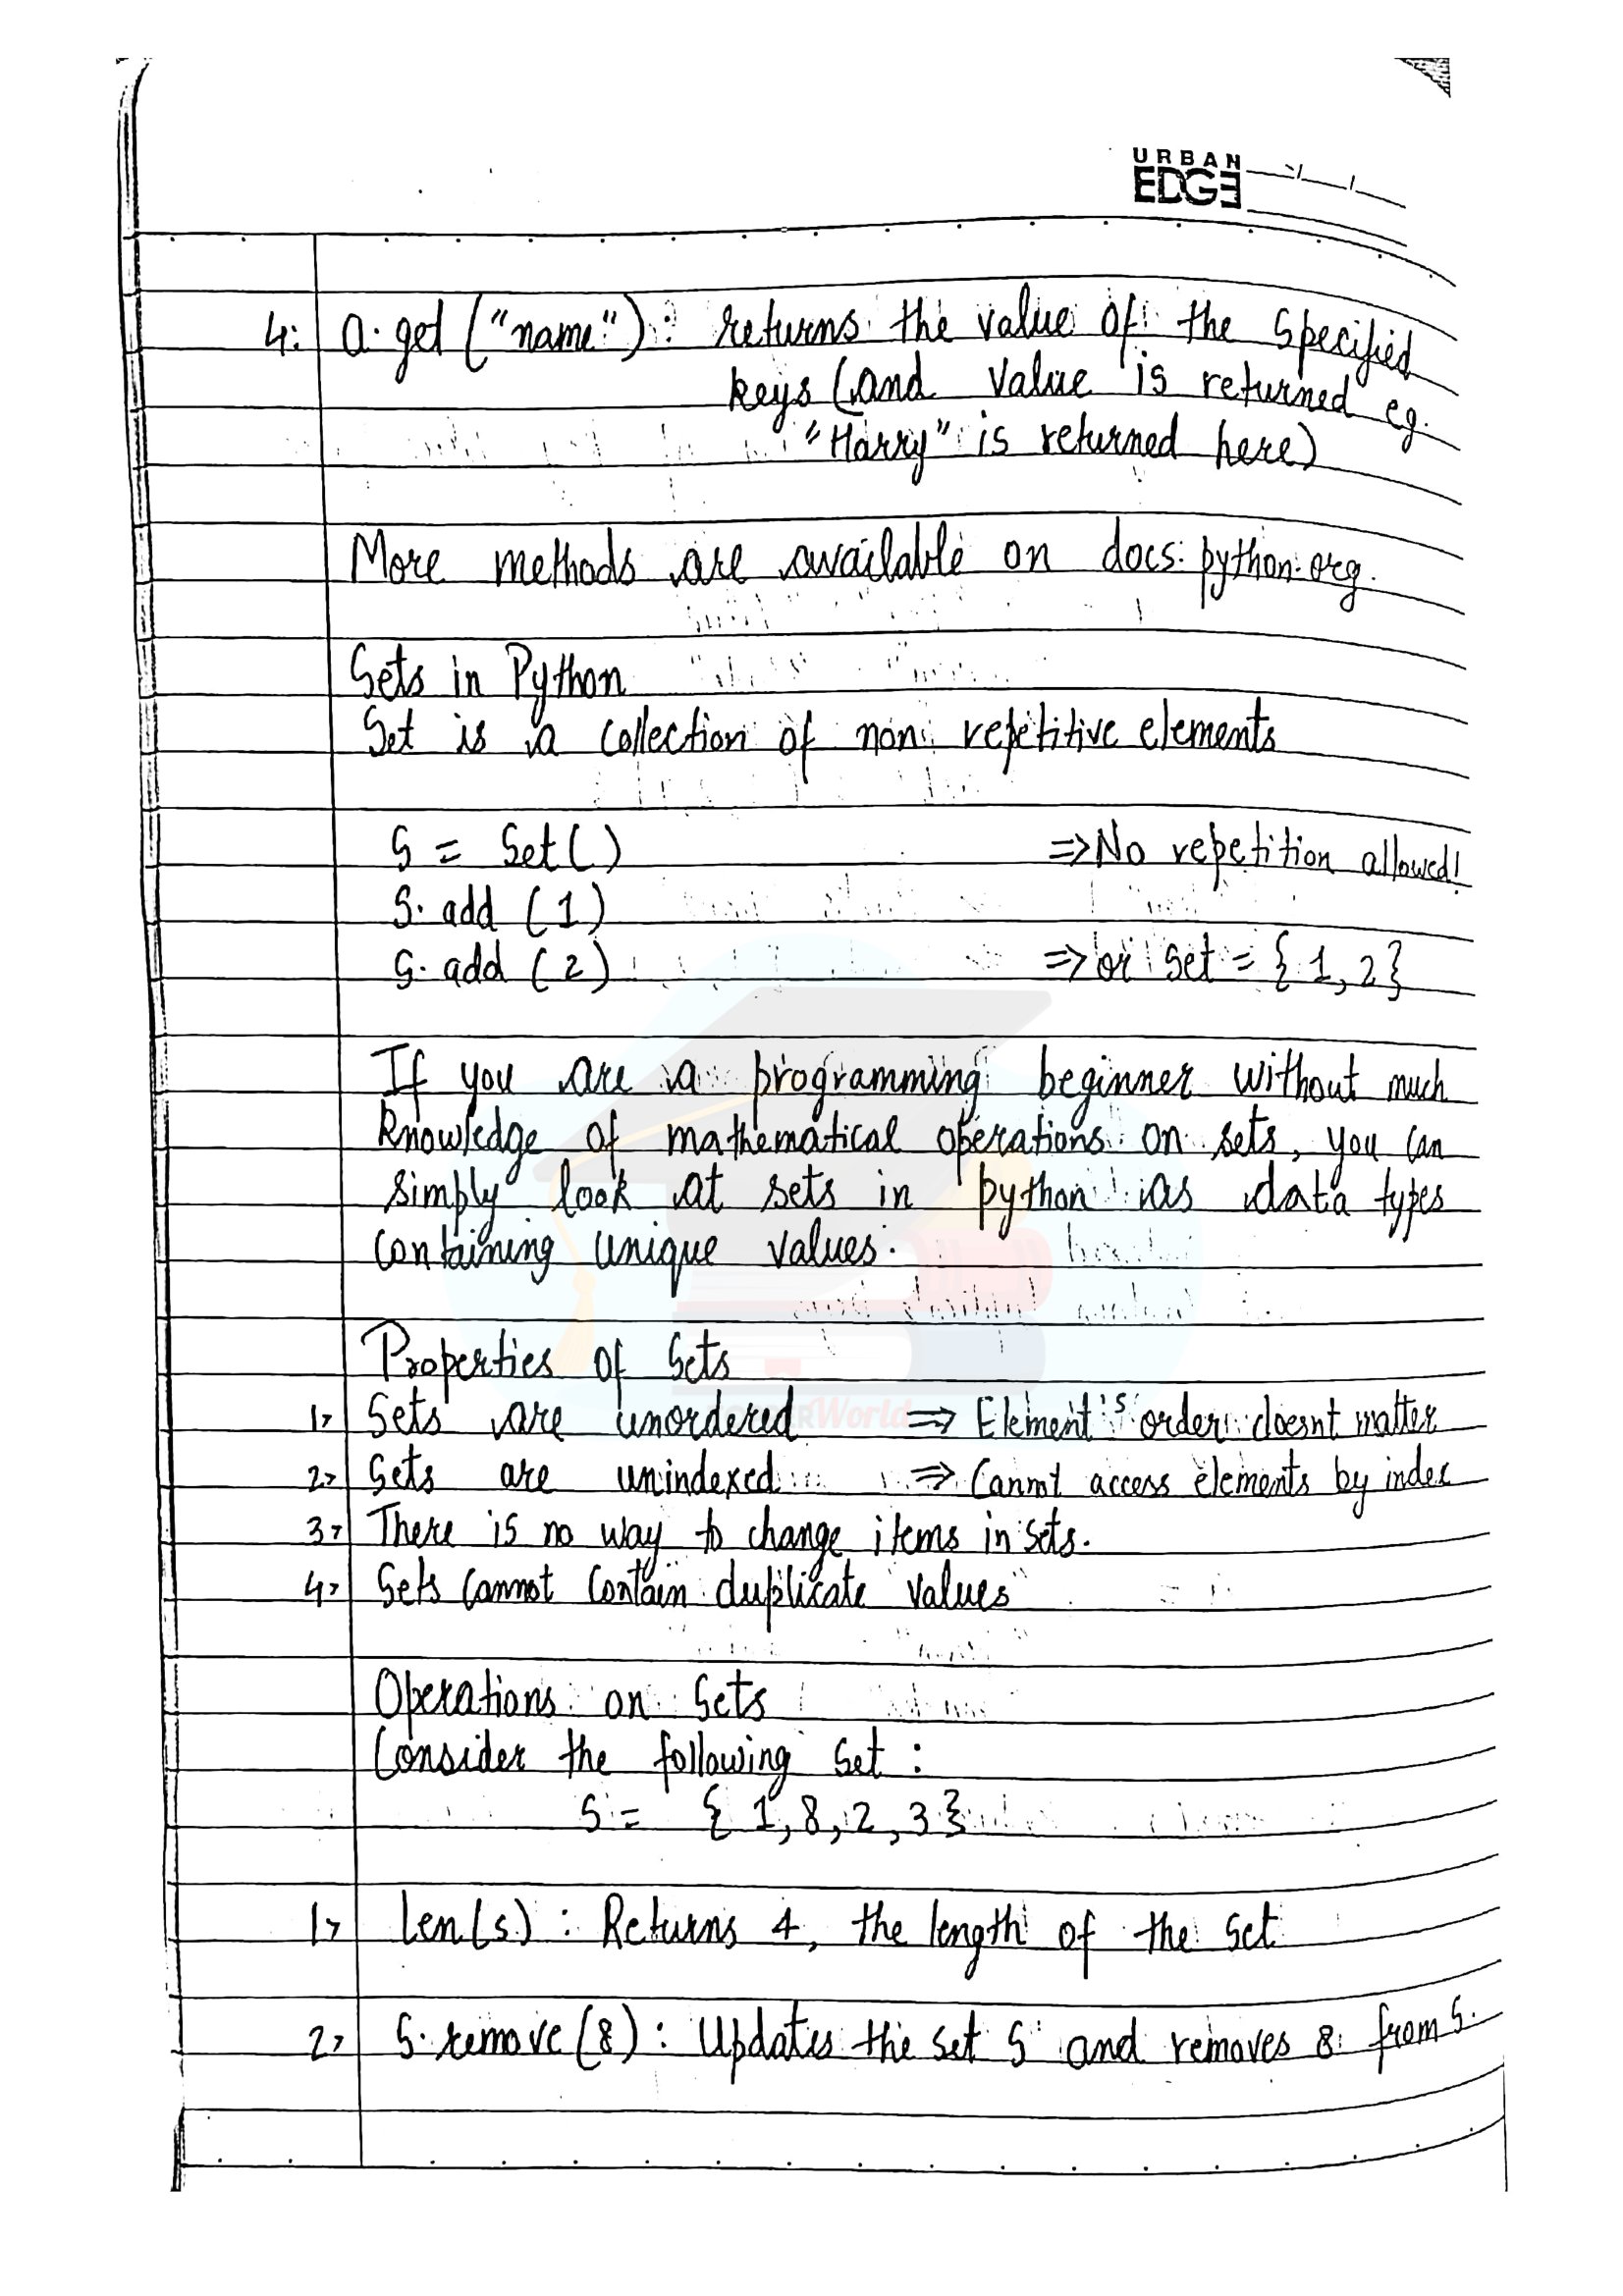 URBAN
EDGE
4: a.get ("name"): returns the value of the specified
keys (and value is returned eg.
"Harry" is returned here)
More methods are available on docs.python.org.
Sets in Python
Set is a collection of non repetitive elements
S = Set() ⇒ No repetition allowed!
S. add (1)
S. add (2) ⇒ or Set = {1, 2}
If you are a programming beginner without much
knowledge of mathematical operations on sets, you can
simply look at sets in python as data types
containing unique values.
Properties of Sets
1> Sets are unordered ⇒ Element's order doesnt matter
2> Sets are unindexed ⇒ Cannot access elements by index
3> There is no way to change items in sets.
4> Sets Cannot Contain duplicate values
Operations on Sets
Consider the following Set :
S = {1, 8, 2, 3}
1> Len(s) : Returns 4, the length of the Set
2> S.remove (8) : Updates the set S and removes 8 from S.